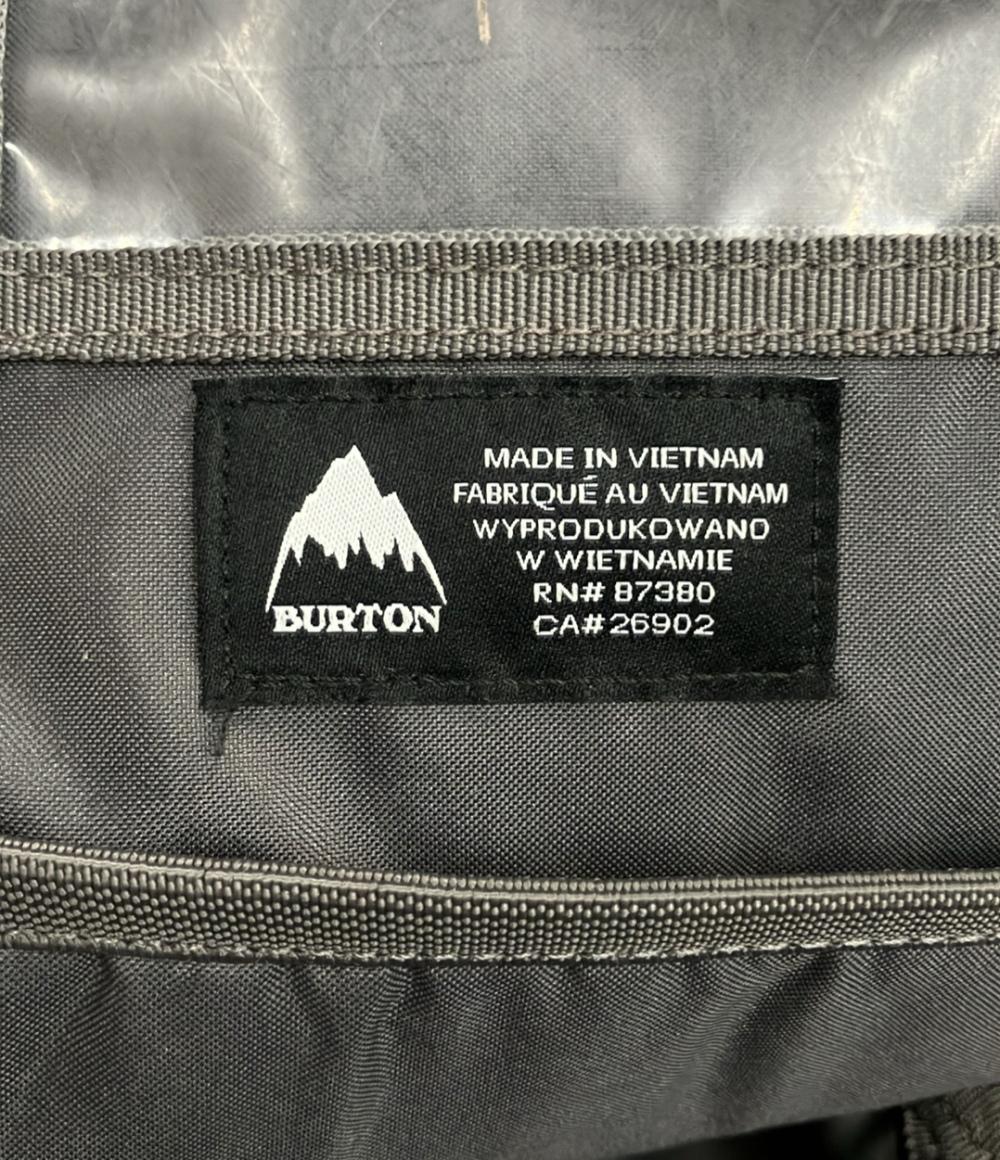 BURTON
MADE IN VIETNAM
FABRIQUÉ AU VIETNAM
WYPRODUKOWANO
W WIETNAMIE
RN# 87380
CA# 26902